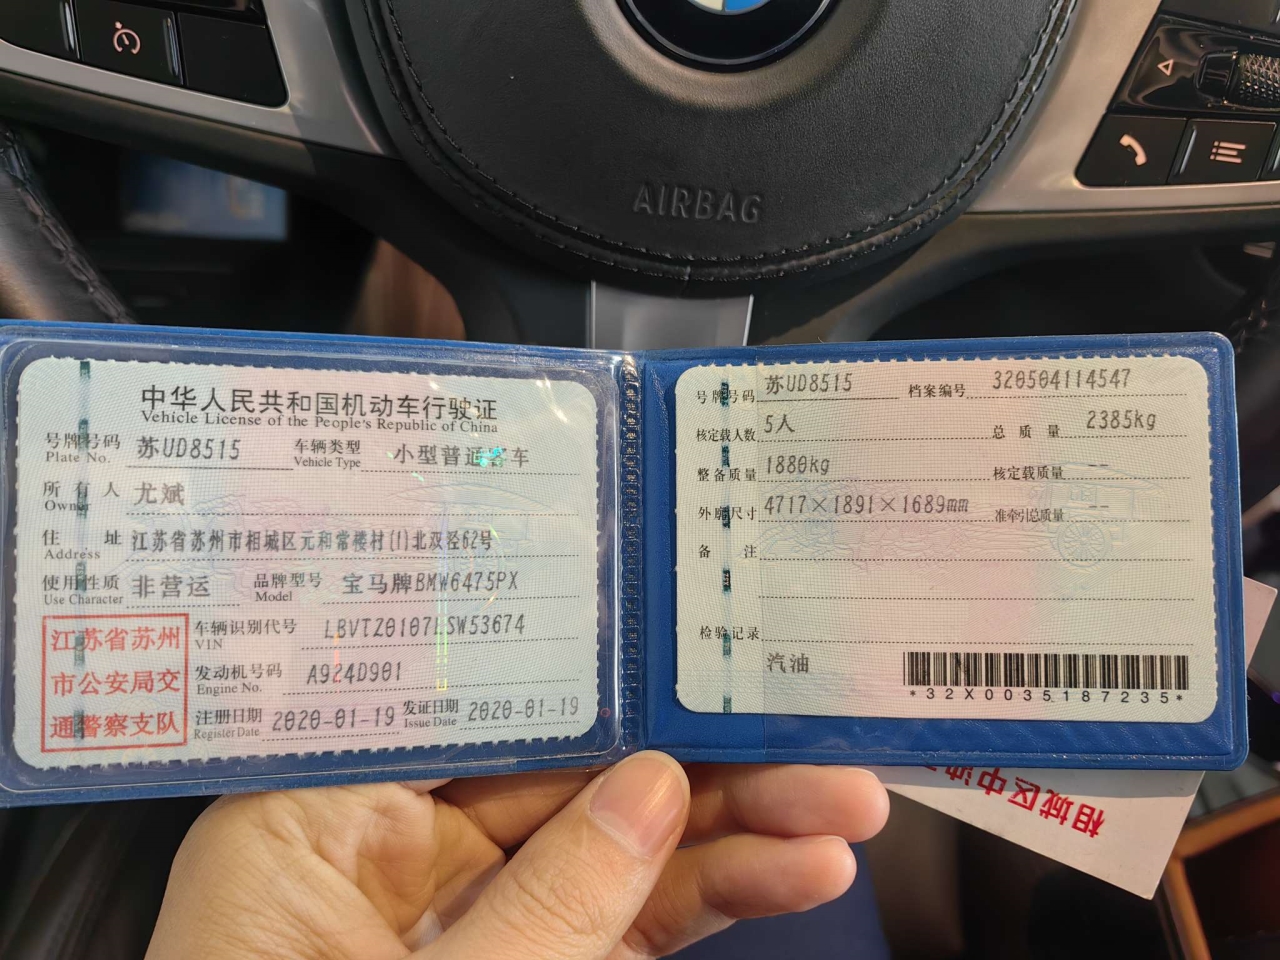 AIRBAG
中华人民共和国机动车行驶证
Vehicle License of the People's Republic of China
号牌号码 苏UD8515 车辆类型 小型普通客车
Plate No. Vehicle Type
所有人 尤斌
Owner
住址 江苏省苏州市相城区元和常楼村(1)北双泾62号
Address
使用性质 非营运 品牌型号 宝马牌BMW6475PX
Use Character Model
江苏省苏州
市公安局交
通警察支队
车辆识别代号 LBVTZ0107LSW53674
VIN
发动机号码 A924D901
Engine No.
注册日期 2020-01-19 发证日期 2020-01-19
Register Date Issue Date
号牌号码 苏UD8515 档案编号 320504114547
核定载人数 5人 总质量 2385kg
整备质量 1880kg 核定载质量 --
外廓尺寸 4717×1891×1689mm 准牵引总质量 --
备注
检验记录
汽油
*32X0035187235*
相城区中